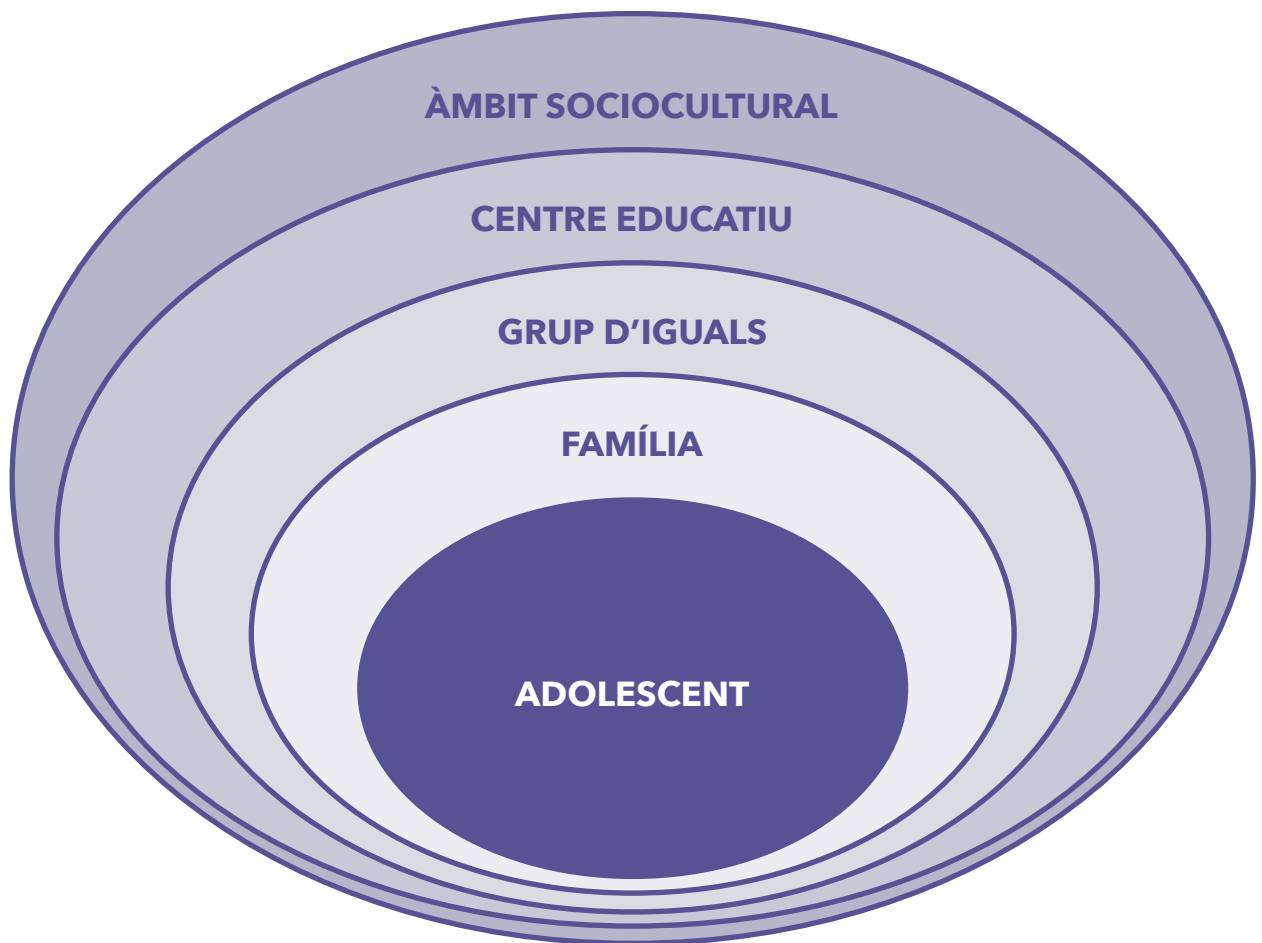 ÀMBIT SOCIOCULTURAL
CENTRE EDUCATIU
GRUP D’IGUALS
FAMÍLIA
ADOLESCENT